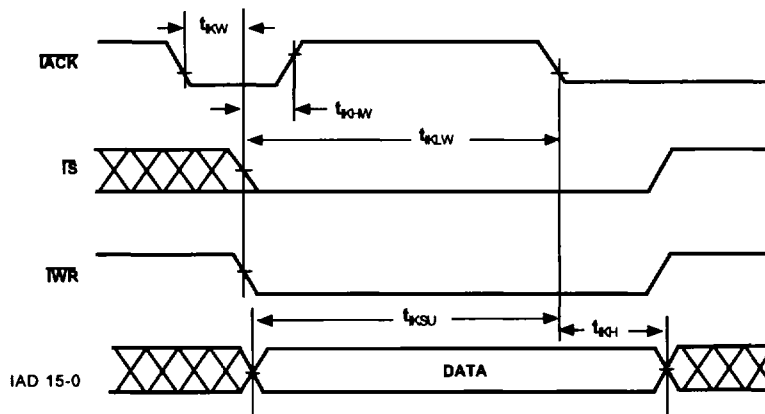 tIKW
IACK
tIKHW
tIKLW
IS
IWR
tIKSU
tIKH
DATA
IAD 15-0